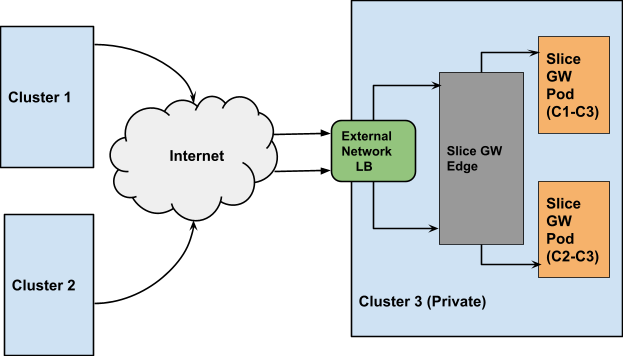 Cluster 1
Internet
Cluster 2
External
Network
LB
Slice GW
Edge
Slice
GW
Pod
(C1-C3)
Slice
GW
Pod
(C2-C3)
Cluster 3 (Private)